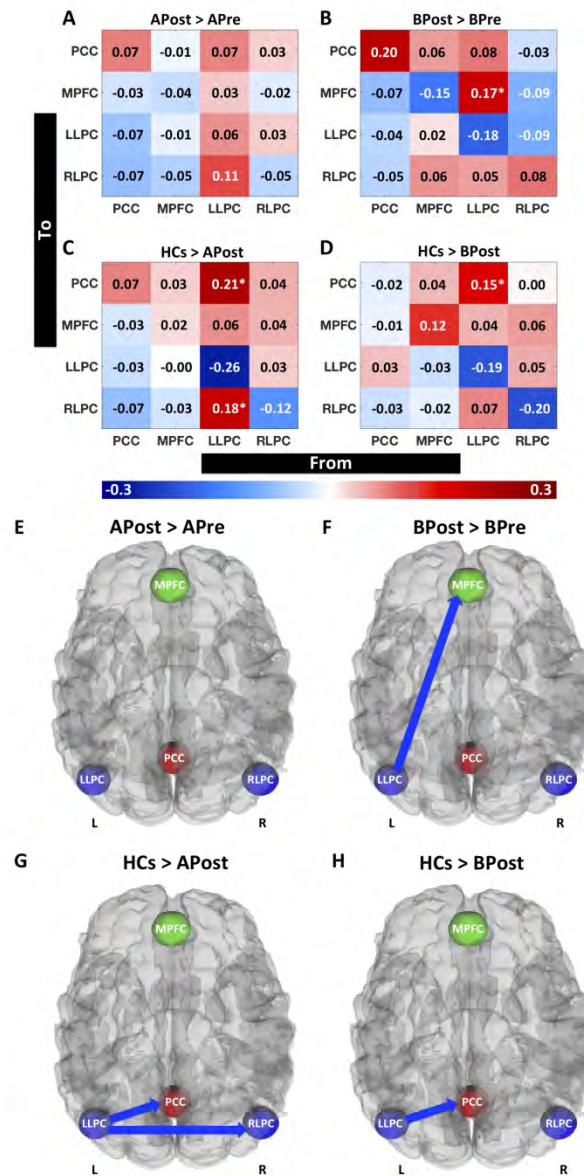 A APost > APre
PCC 0.07 -0.01 0.07 0.03
MPFC -0.03 -0.04 0.03 -0.02
LLPC -0.07 -0.01 0.06 0.03
RLPC -0.07 -0.05 0.11 -0.05
PCC MPFC LLPC RLPC
B BPost > BPre
PCC 0.20 0.06 0.08 -0.03
MPFC -0.07 -0.15 0.17* -0.09
LLPC -0.04 0.02 -0.18 -0.09
RLPC -0.05 0.06 0.05 0.08
PCC MPFC LLPC RLPC
To
C HCs > APost
PCC 0.07 0.03 0.21* 0.04
MPFC -0.03 0.02 0.06 0.04
LLPC -0.03 -0.00 -0.26 0.03
RLPC -0.07 -0.03 0.18* -0.12
PCC MPFC LLPC RLPC
D HCs > BPost
PCC -0.02 0.04 0.15* 0.00
MPFC -0.01 0.12 0.04 0.06
LLPC 0.03 -0.03 -0.19 0.05
RLPC -0.03 -0.02 0.07 -0.20
PCC MPFC LLPC RLPC
From
-0.3 0.3
E APost > APre
MPFC
PCC
LLPC RLPC
L R
F BPost > BPre
MPFC
PCC
LLPC RLPC
L R
G HCs > APost
MPFC
PCC
LLPC RLPC
L R
H HCs > BPost
MPFC
PCC
LLPC RLPC
L R